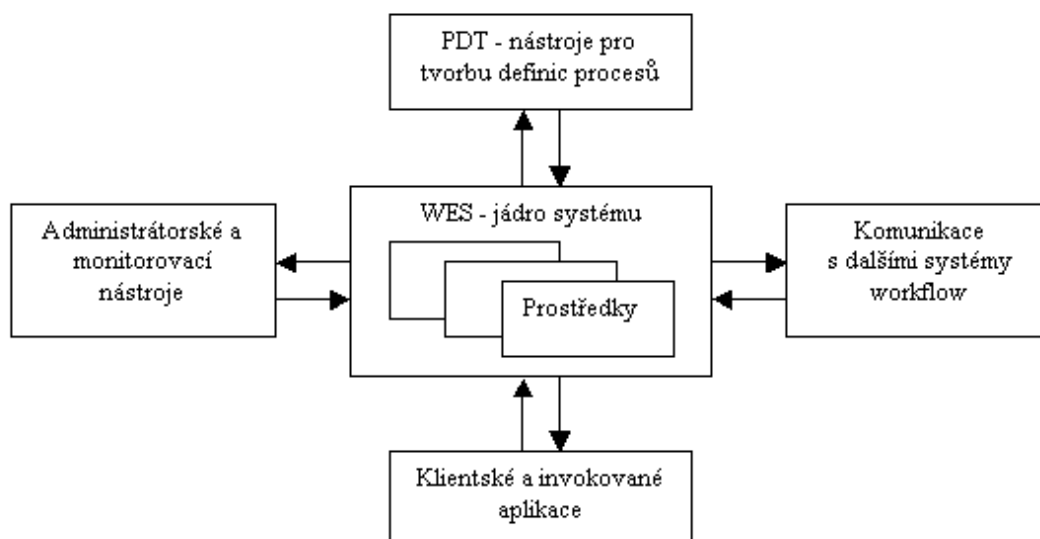 PDT - nástroje pro
tvorbu definic procesů
WES - jádro systému
Administrátorské a
monitorovací
nástroje
Komunikace
s dalšími systémy
workflow
Prostředky
Klientské a invokované
aplikace